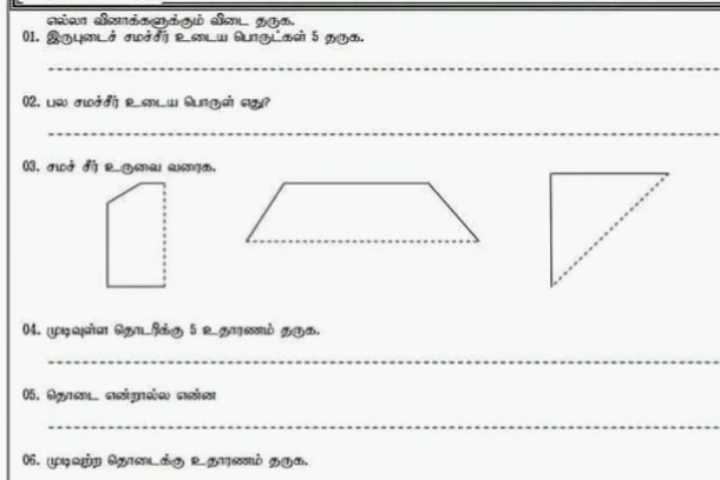 எல்லா வினாக்களுக்கும் விடை தருக.
01. இருபுடைச் சமச்சீர் உடைய பொருட்கள் 5 தருக.
02. பல சமச்சீர் உடைய பொருள் எது?
03. சமச் சீர் உருவை வரைக.
04. முடிவுள்ள தொடரிக்கு 5 உதாரணம் தருக.
05. தொடை என்றால்ல என்ன
06. முடிவற்ற தொடைக்கு உதாரணம் தருக.